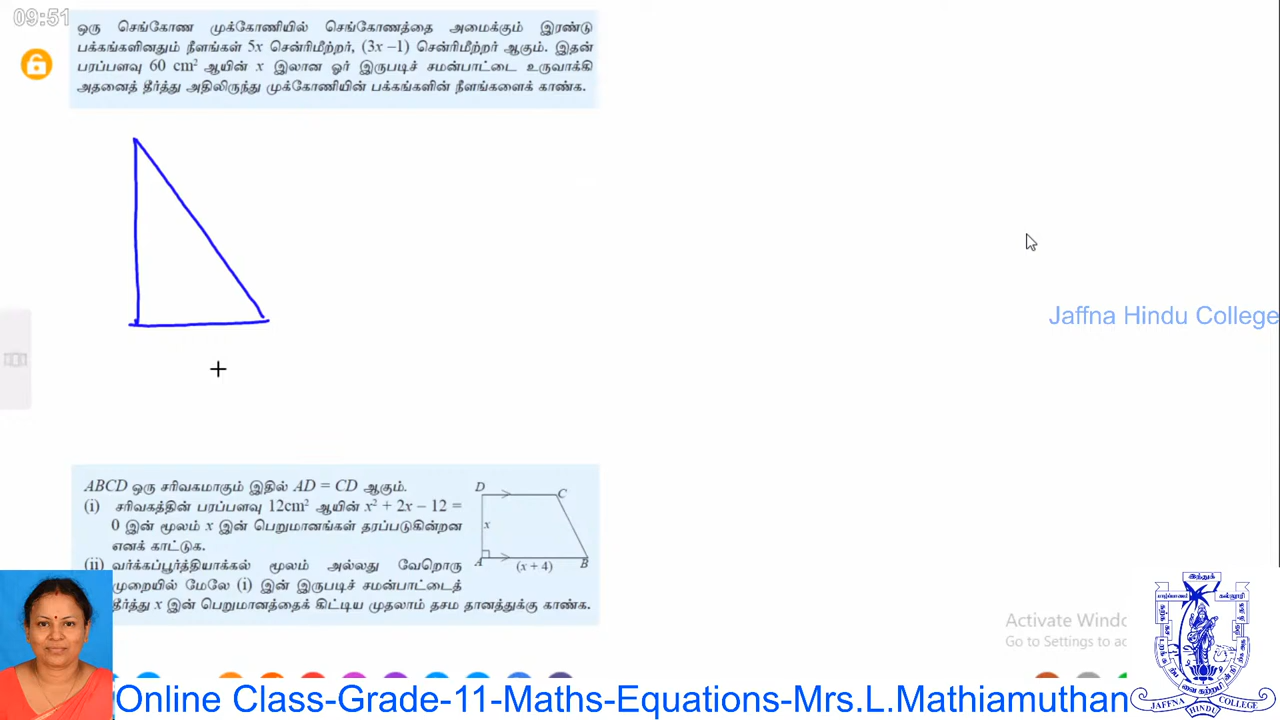 09:51
ஒரு செங்கோண முக்கோணியில் செங்கோணத்தை அமைக்கும் இரண்டு
பக்கங்களினதும் நீளங்கள் 5x சென்ரிமீற்றர், (3x –1) சென்ரிமீற்றர் ஆகும். இதன்
பரப்பளவு 60 cm² ஆயின் x இலான ஓர் இருபடிச் சமன்பாட்டை உருவாக்கி
அதனைத் தீர்த்து அதிலிருந்து முக்கோணியின் பக்கங்களின் நீளங்களைக் காண்க.
Jaffna Hindu College
ABCD ஒரு சரிவகமாகும் இதில் AD = CD ஆகும்.
(i) சரிவகத்தின் பரப்பளவு 12cm² ஆயின் x² + 2x – 12 =
0 இன் மூலம் x இன் பெறுமானங்கள் தரப்படுகின்றன
எனக் காட்டுக.
(ii) வர்க்கப்பூர்த்தியாக்கல் மூலம் அல்லது வேறொரு
முறையில் மேலே (i) இன் இருபடிச் சமன்பாட்டைத்
தீர்த்து x இன் பெறுமானத்தைக் கிட்டிய முதலாம் தசம தானத்துக்கு காண்க.
D C
x
A B
(x + 4)
Activate Windo
Go to Settings to ac
Online Class-Grade-11-Maths-Equations-Mrs.L.Mathiamuthan
JAFFNA HINDU COLLEGE